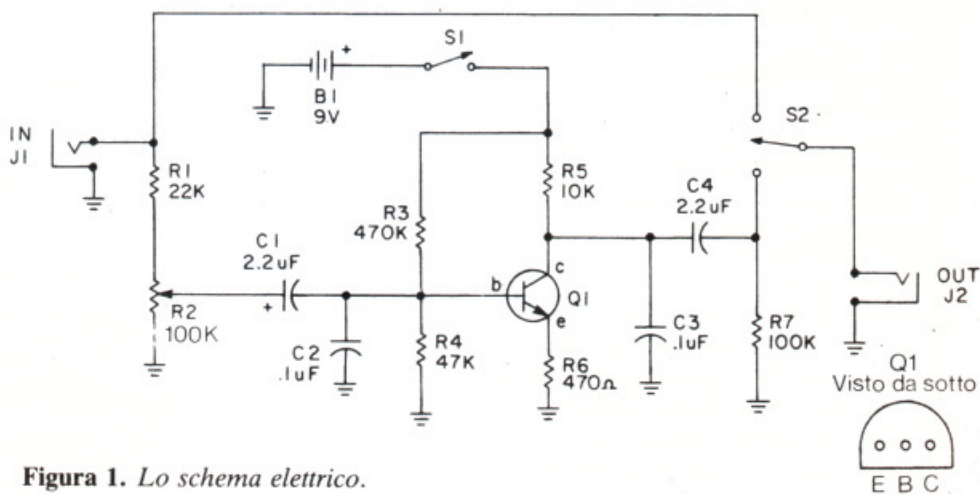 S1
+
B1
9V
S2
IN
J1
R1
22K
R5
10K
C4
2.2uF
R3
470K
C1
2.2uF
+
b
c
Q1
e
OUT
J2
R2
100K
C2
.1uF
R4
47K
R6
470Ω
C3
.1uF
R7
100K
Q1
Visto da sotto
E B C
Figura 1. Lo schema elettrico.